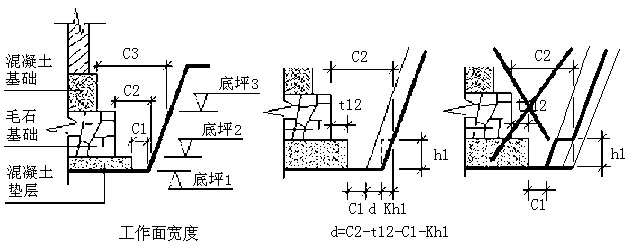 混凝土
基础
毛石
基础
混凝土
垫层
C3
C2
C1
底坪3
底坪2
底坪1
工作面宽度
C2
t12
h1
C1 d Kh1
d=C2-t12-C1-Kh1
C2
t12
h1
C1